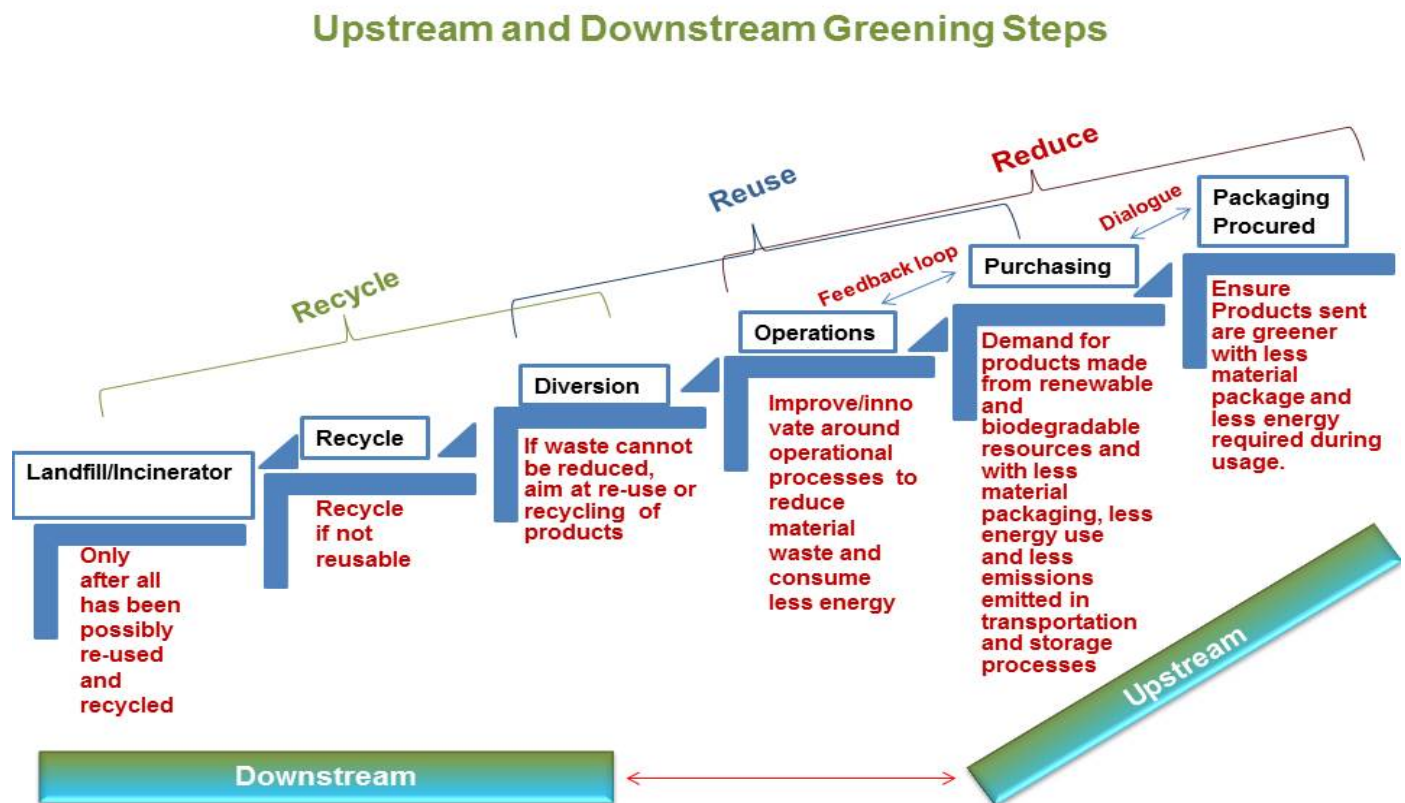 Upstream and Downstream Greening Steps
Recycle
Reuse
Reduce
Landfill/Incinerator
Only
after all
has been
possibly
re-used
and
recycled
Recycle
Recycle
if not
reusable
Diversion
If waste cannot
be reduced,
aim at re-use or
recycling of
products
Operations
Improve/inno
vate around
operational
processes to
reduce
material
waste and
consume
less energy
Feedback loop
Purchasing
Demand for
products made
from renewable
and
biodegradable
resources and
with less
material
packaging, less
energy use
and less
emissions
emitted in
transportation
and storage
processes
Dialogue
Packaging
Procured
Ensure
Products sent
are greener
with less
material
package and
less energy
required during
usage.
Downstream
Upstream